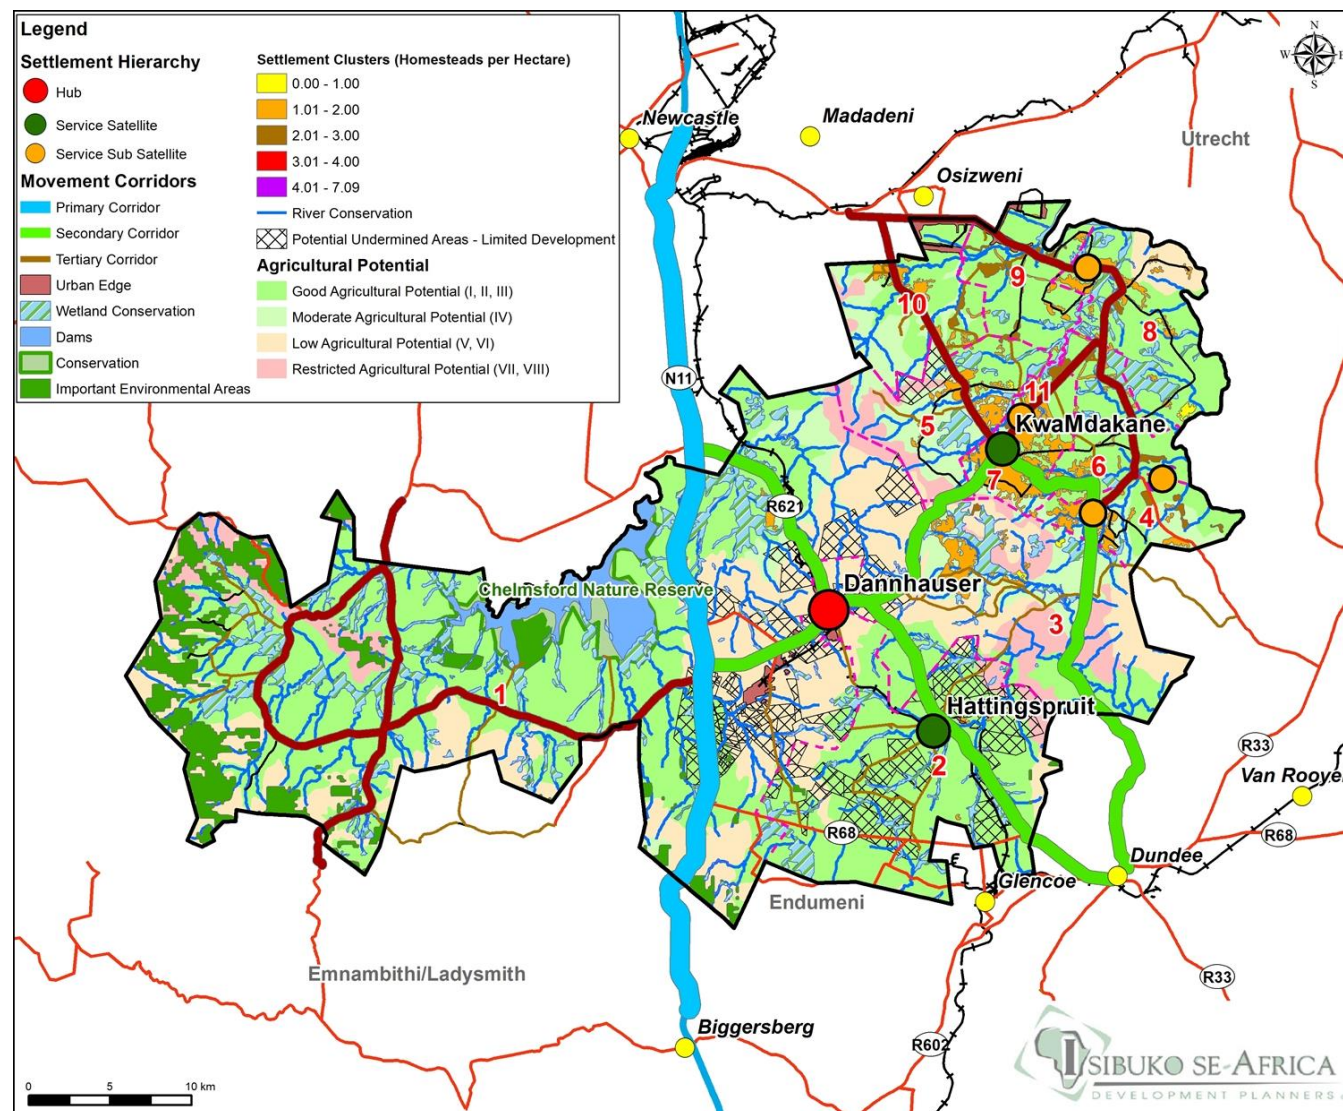 Legend
Settlement Hierarchy
Hub
Service Satellite
Service Sub Satellite
Movement Corridors
Primary Corridor
Secondary Corridor
Tertiary Corridor
Urban Edge
Wetland Conservation
Dams
Conservation
Important Environmental Areas
Settlement Clusters (Homesteads per Hectare)
0.00 - 1.00
1.01 - 2.00
2.01 - 3.00
3.01 - 4.00
4.01 - 7.09
River Conservation
Potential Undermined Areas - Limited Development
Agricultural Potential
Good Agricultural Potential (I, II, III)
Moderate Agricultural Potential (IV)
Low Agricultural Potential (V, VI)
Restricted Agricultural Potential (VII, VIII)
N
W
E
S
Newcastle
Madadeni
Utrecht
Osizweni
9
10
8
N11
11
5
KwaMdakane
6
7
R621
4
Dannhauser
Chelmsford Nature Reserve
3
1
Hattingspruit
2
R33
Van Rooye
R68
R68
Dundee
Glencoe
Endumeni
Emnambithi/Ladysmith
R33
Biggersberg
R602
ISIBUKO SE-AFRICA
DEVELOPMENT PLANNERS
0 5 10 km